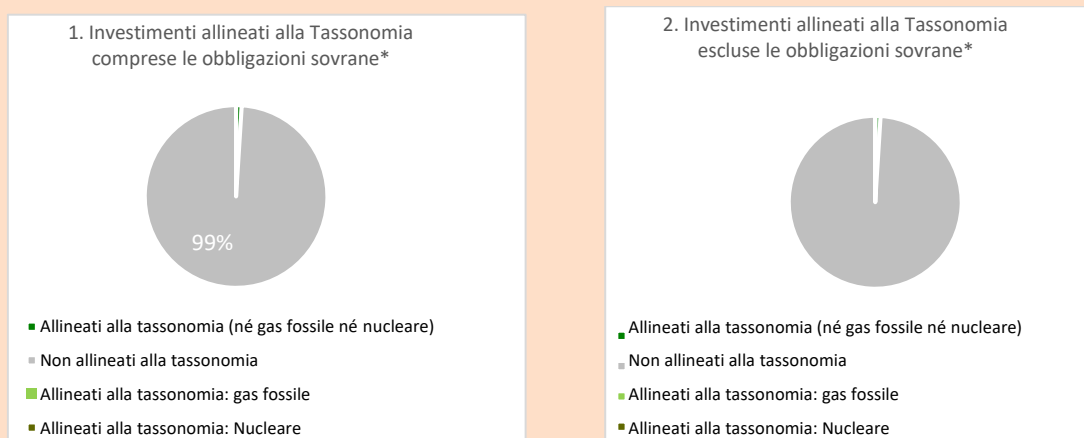 1. Investimenti allineati alla Tassonomia
comprese le obbligazioni sovrane*
99%
Allineati alla tassonomia (né gas fossile né nucleare)
Non allineati alla tassonomia
Allineati alla tassonomia: gas fossile
Allineati alla tassonomia: Nucleare
2. Investimenti allineati alla Tassonomia
escluse le obbligazioni sovrane*
Allineati alla tassonomia (né gas fossile né nucleare)
Non allineati alla tassonomia
Allineati alla tassonomia: gas fossile
Allineati alla tassonomia: Nucleare